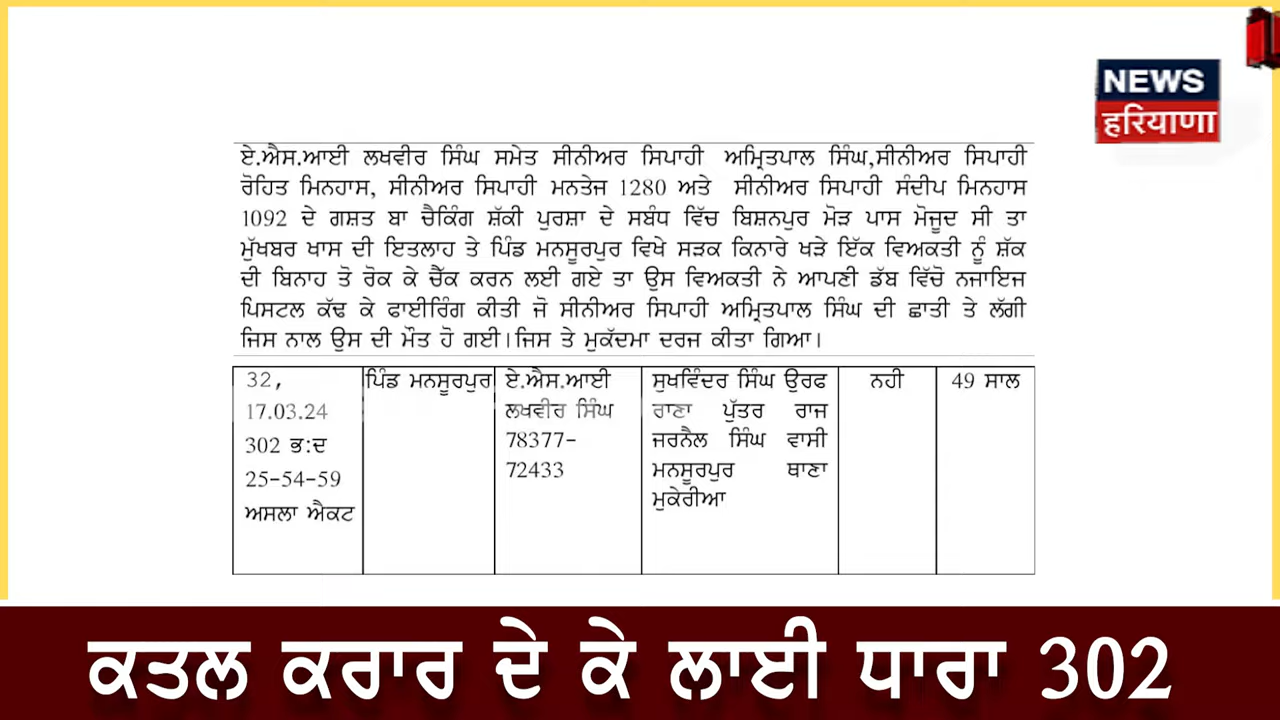 NEWS
हरियाणा
ਏ.ਐਸ.ਆਈ ਲਖਵੀਰ ਸਿੰਘ ਸਮੇਤ ਸੀਨੀਅਰ ਸਿਪਾਹੀ ਅਮ੍ਰਿਤਪਾਲ ਸਿੰਘ,ਸੀਨੀਅਰ ਸਿਪਾਹੀ
ਰੋਹਿਤ ਮਿਨਹਾਸ, ਸੀਨੀਅਰ ਸਿਪਾਹੀ ਮਨਤੇਜ 1280 ਅਤੇ ਸੀਨੀਅਰ ਸਿਪਾਹੀ ਸੰਦੀਪ ਮਿਨਹਾਸ
1092 ਦੇ ਗਸ਼ਤ ਬਾ ਚੈਕਿੰਗ ਸ਼ੱਕੀ ਪੁਰਸ਼ਾ ਦੇ ਸਬੰਧ ਵਿੱਚ ਬਿਸ਼ਨਪੁਰ ਮੋੜ ਪਾਸ ਮੋਜੂਦ ਸੀ ਤਾ
ਮੁੱਖਬਰ ਖਾਸ ਦੀ ਇਤਲਾਹ ਤੇ ਪਿੰਡ ਮਨਸੂਰਪੁਰ ਵਿਖੇ ਸੜਕ ਕਿਨਾਰੇ ਖੜੇ ਇੱਕ ਵਿਅਕਤੀ ਨੂੰ ਸ਼ੱਕ
ਦੀ ਬਿਨਾਹ ਤੋ ਰੋਕ ਕੇ ਚੈੱਕ ਕਰਨ ਲਈ ਗਏ ਤਾ ਉਸ ਵਿਅਕਤੀ ਨੇ ਆਪਣੀ ਡੱਬ ਵਿੱਚੋ ਨਜਾਇਜ
ਪਿਸਟਲ ਕੱਢ ਕੇ ਫਾਈਰਿੰਗ ਕੀਤੀ ਜੋ ਸੀਨੀਅਰ ਸਿਪਾਹੀ ਅਮ੍ਰਿਤਪਾਲ ਸਿੰਘ ਦੀ ਛਾਤੀ ਤੇ ਲੱਗੀ
ਜਿਸ ਨਾਲ ਉਸ ਦੀ ਮੌਤ ਹੋ ਗਈ।ਜਿਸ ਤੇ ਮੁਕੱਦਮਾ ਦਰਜ ਕੀਤਾ ਗਿਆ।
32,
17.03.24
302 ਭ:ਦ
25-54-59
ਅਸਲਾ ਐਕਟ
ਪਿੰਡ ਮਨਸੂਰਪੁਰ
ਏ.ਐਸ.ਆਈ
ਲਖਵੀਰ ਸਿੰਘ
78377-
72433
ਸੁਖਵਿੰਦਰ ਸਿੰਘ ਉਰਫ
ਰਾਣਾ ਪੁੱਤਰ ਰਾਜ
ਜਰਨੈਲ ਸਿੰਘ ਵਾਸੀ
ਮਨਸੂਰਪੁਰ ਥਾਣਾ
ਮੁਕੇਰੀਆ
ਨਹੀ
49 ਸਾਲ
ਕਤਲ ਕਰਾਰ ਦੇ ਕੇ ਲਾਈ ਧਾਰਾ 302